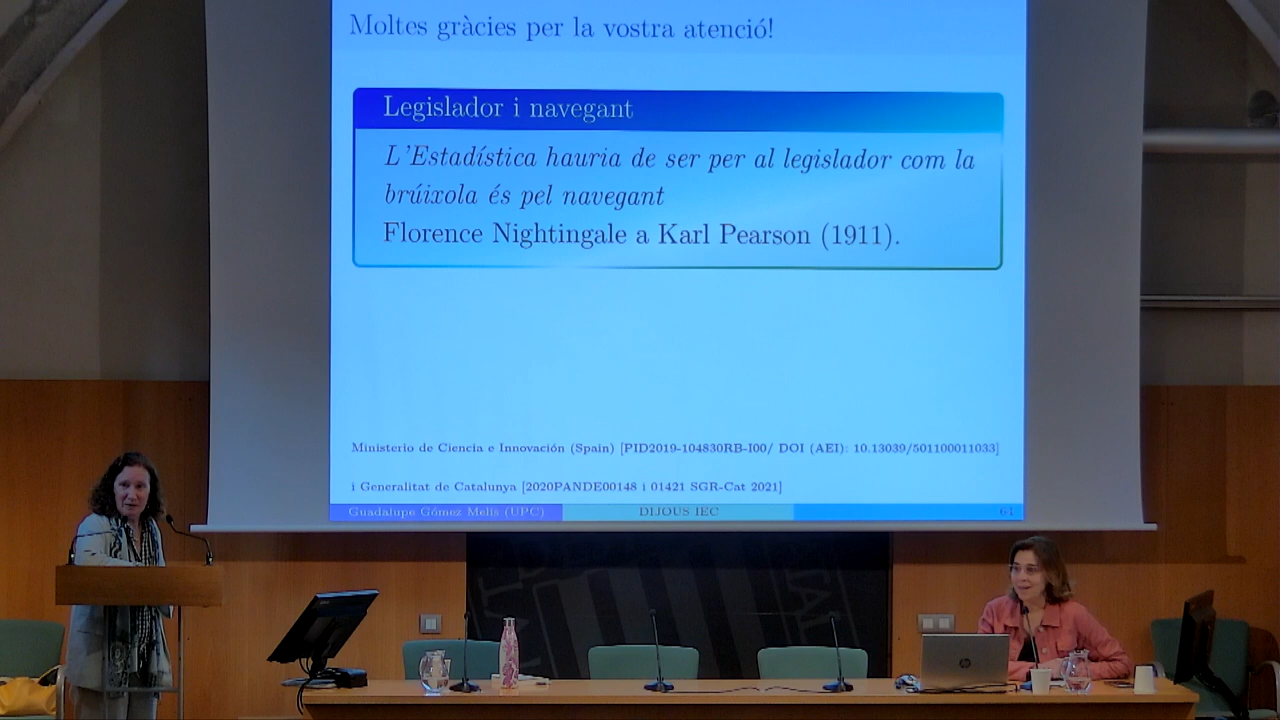 Moltes gràcies per la vostra atenció!
Legislador i navegant
L'Estadística hauria de ser per al legislador com la
brúixola és pel navegant
Florence Nightingale a Karl Pearson (1911).
Ministerio de Ciencia e Innovación (Spain) [PID2019-104830RB-I00/ DOI (AEI): 10.13039/501100011033]
i Generalitat de Catalunya [2020PANDE00148 i 01421 SGR-Cat 2021]
Guadalupe Gómez Melis (UPC) DIJOUS IEC 64
hp